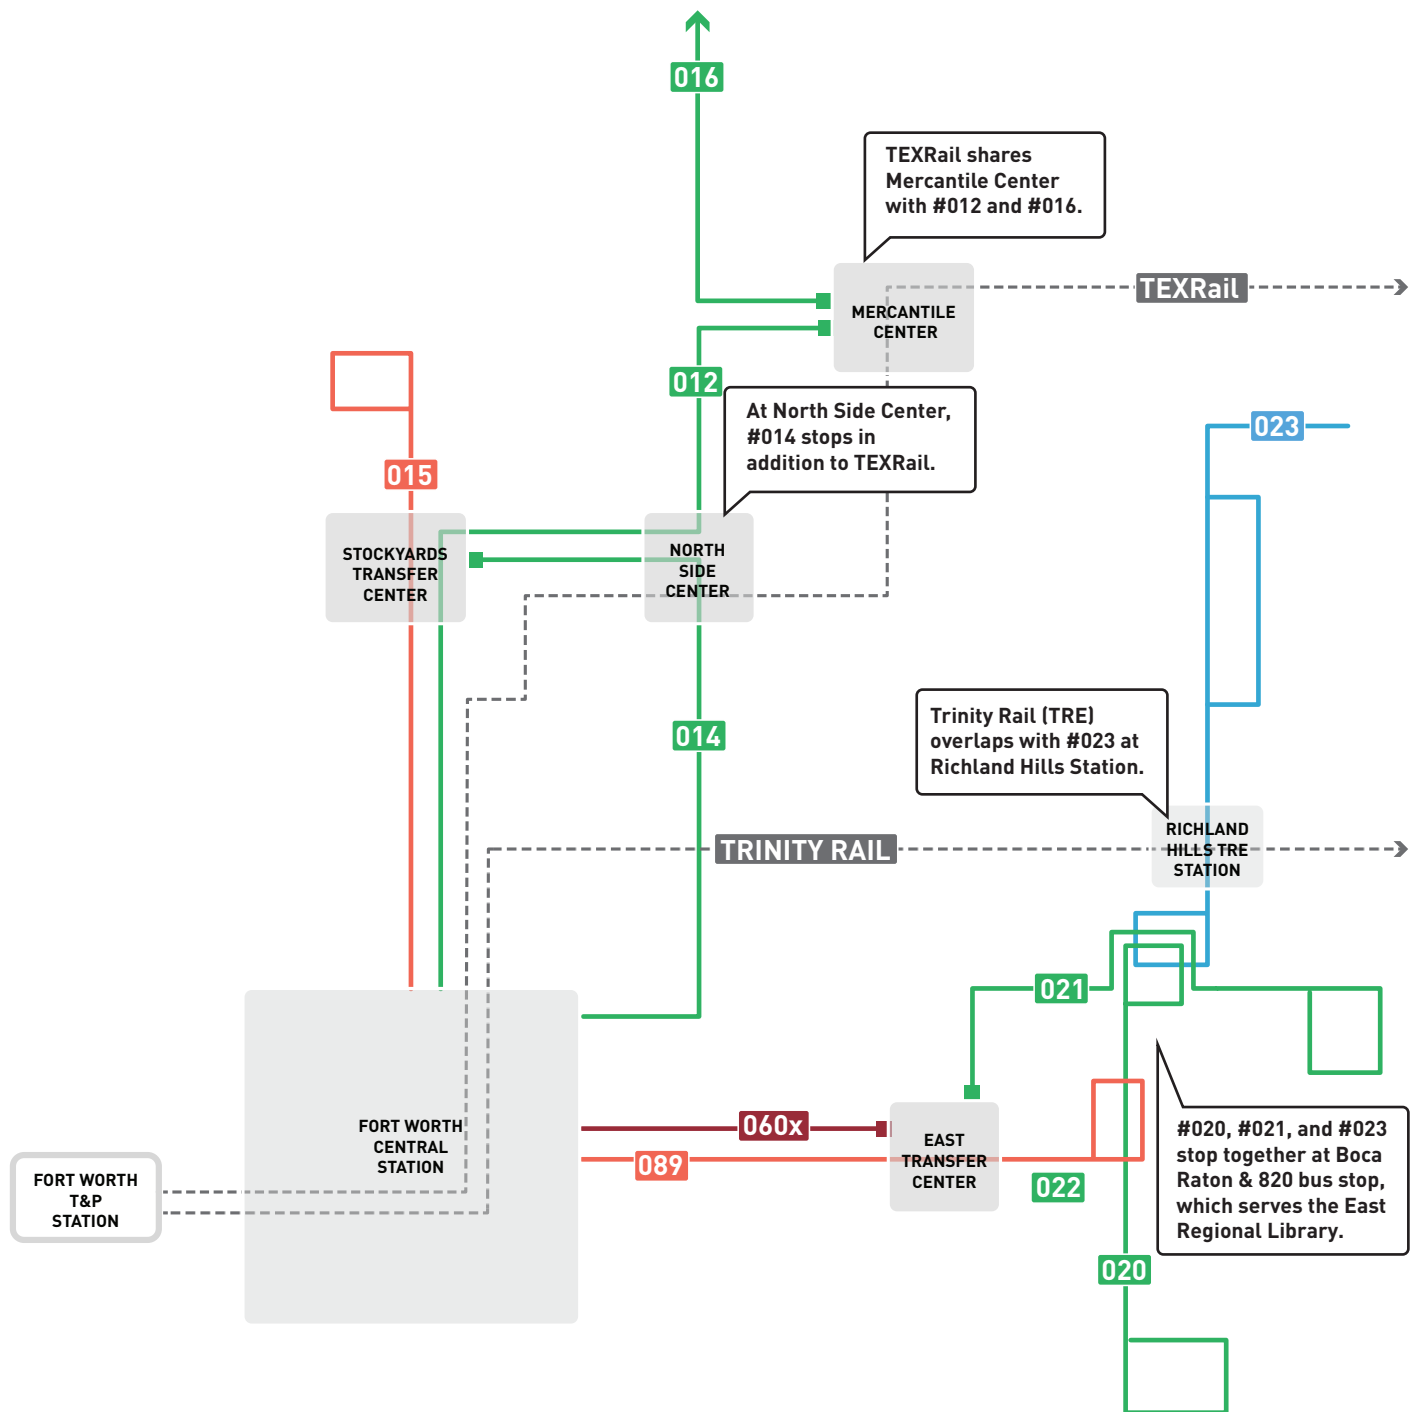 016
TEXRail shares
Mercantile Center
with #012 and #016.
TEXRail
MERCANTILE
CENTER
012
At North Side Center,
#014 stops in
addition to TEXRail.
023
015
STOCKYARDS
TRANSFER
CENTER
NORTH
SIDE
CENTER
014
Trinity Rail (TRE)
overlaps with #023 at
Richland Hills Station.
TRINITY RAIL
RICHLAND
HILLS TRE
STATION
021
060x
089
FORT WORTH
CENTRAL
STATION
EAST
TRANSFER
CENTER
022
#020, #021, and #023
stop together at Boca
Raton & 820 bus stop,
which serves the East
Regional Library.
FORT WORTH
T&P
STATION
020